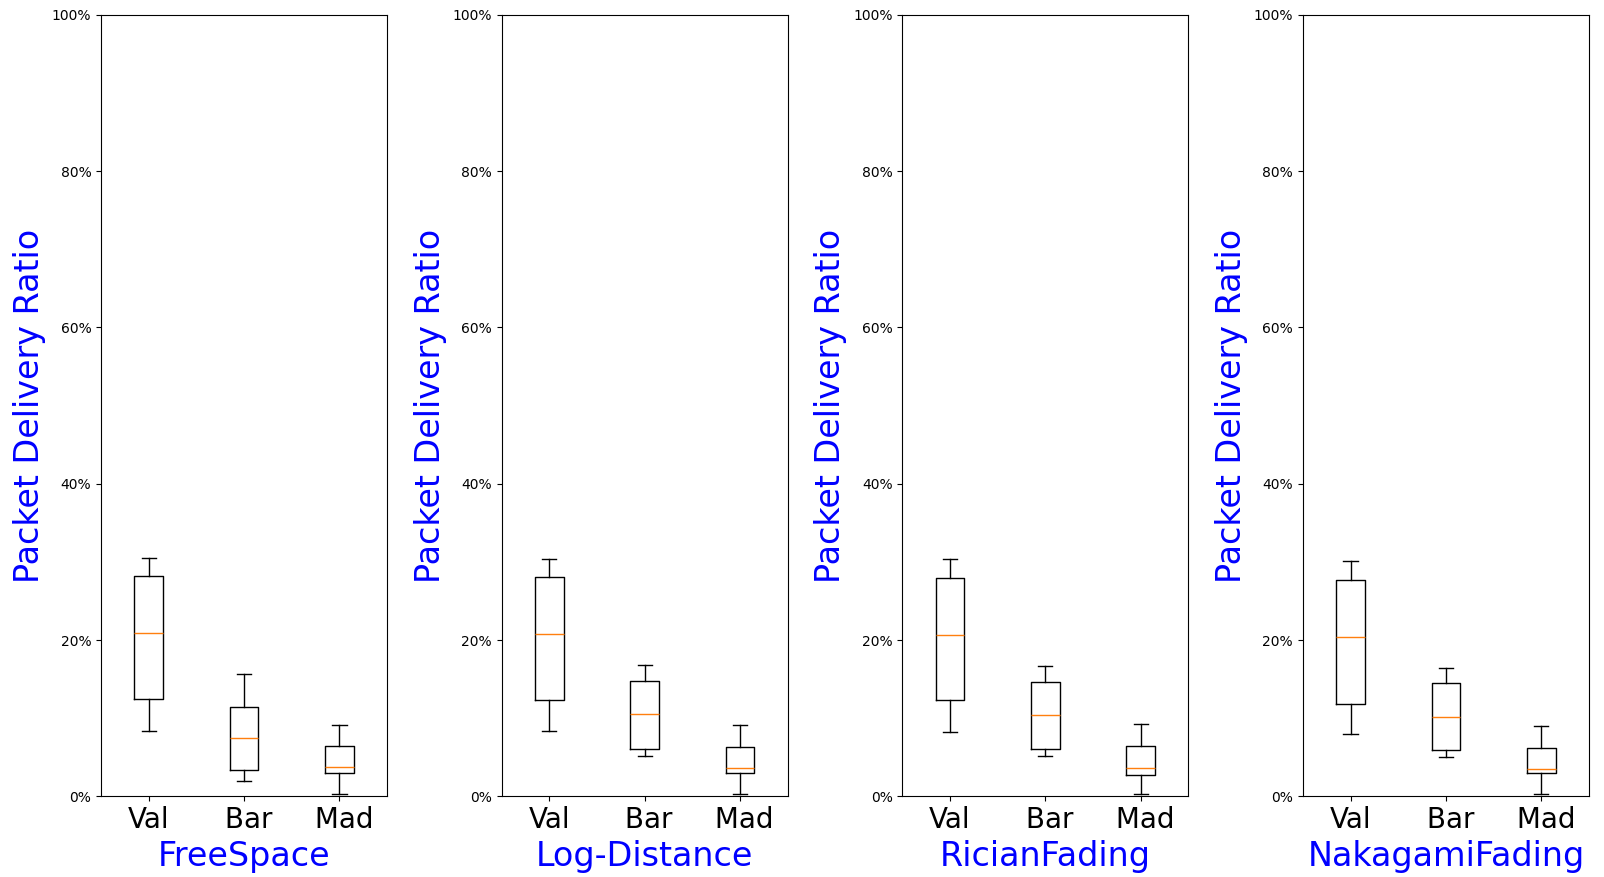 Packet Delivery Ratio
100%
80%
60%
40%
20%
0%
Val Bar Mad
FreeSpace
Packet Delivery Ratio
100%
80%
60%
40%
20%
0%
Val Bar Mad
Log-Distance
Packet Delivery Ratio
100%
80%
60%
40%
20%
0%
Val Bar Mad
RicianFading
Packet Delivery Ratio
100%
80%
60%
40%
20%
0%
Val Bar Mad
NakagamiFading